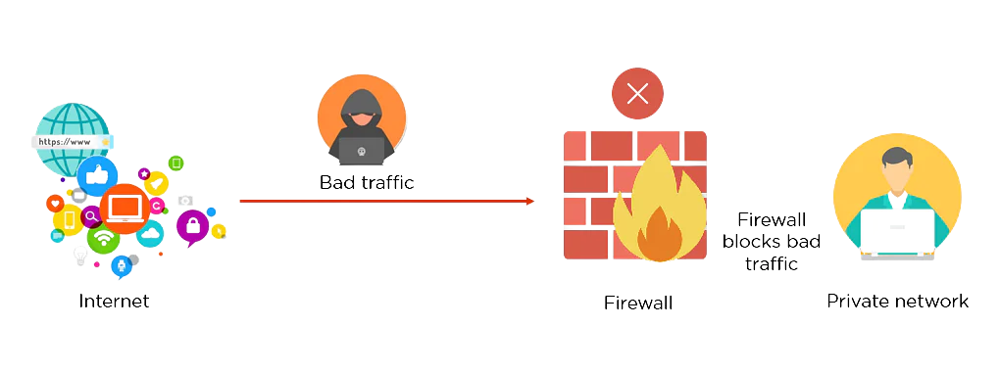 https://www
Bad traffic
Firewall
blocks bad
traffic
Internet
Firewall
Private network